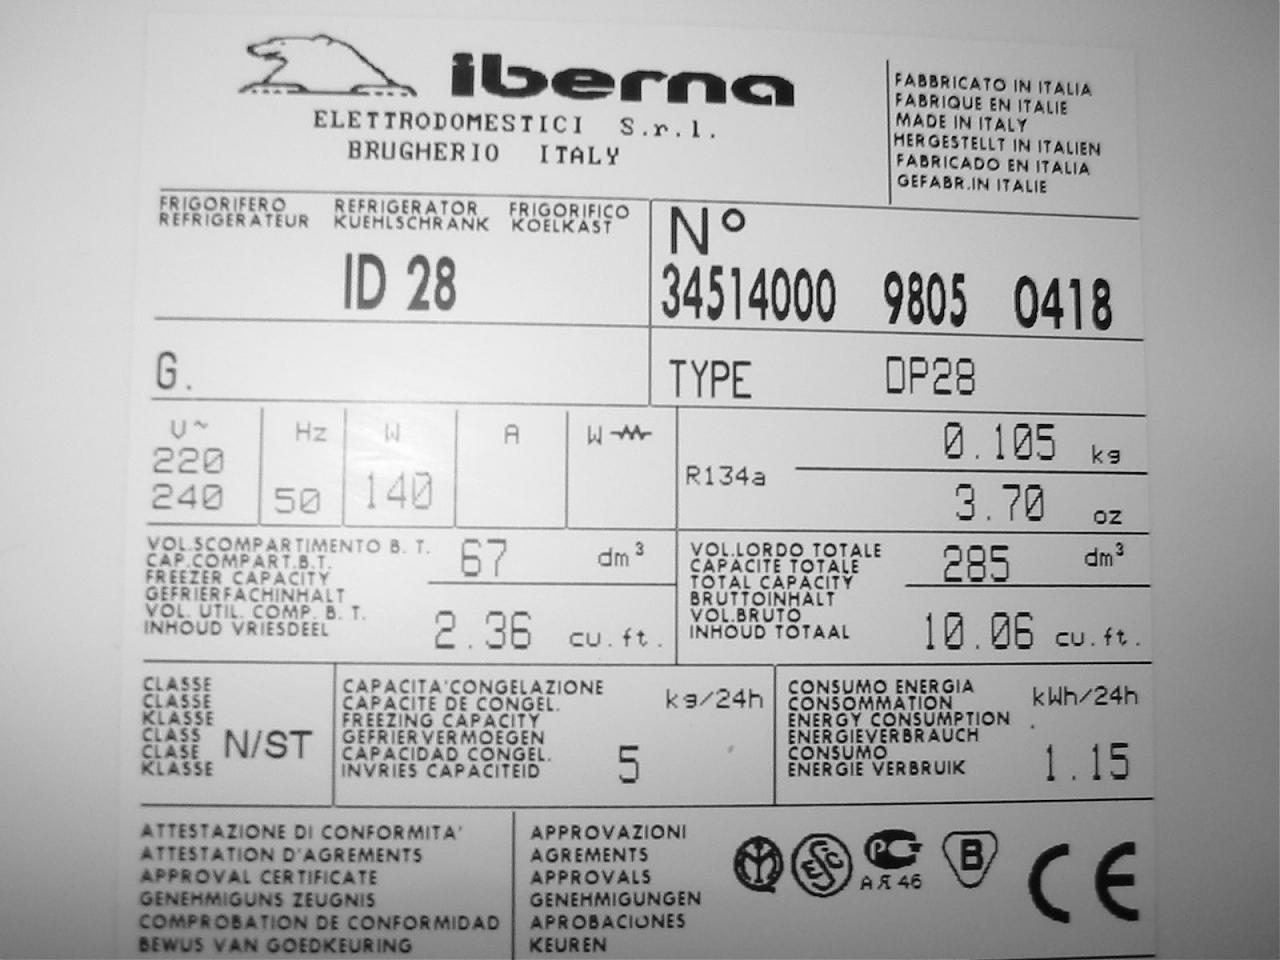 iberna
ELETTRODOMESTICI S.r.l.
BRUGHERIO ITALY
FABBRICATO IN ITALIA
FABRIQUE EN ITALIE
MADE IN ITALY
HERGESTELLT IN ITALIEN
FABRICADO EN ITALIA
GEFABR.IN ITALIE
FRIGORIFERO REFRIGERATOR FRIGORIFICO
REFRIGERATEUR KUEHLSCHRANK KOELKAST
ID 28
N°
34514000 9805 0418
G.
TYPE DP28
V~ Hz W A W
220
240 50 140
R134a
0.105 kg
3.70 oz
VOL.SCOMPARTIMENTO B. T.
CAP.COMPART.B.T.
FREEZER CAPACITY
GEFRIERFACHINHALT
VOL. UTIL. COMP. B. T.
INHOUD VRIESDEEL
67 dm³
2.36 cu.ft.
VOL.LORDO TOTALE
CAPACITE TOTALE
TOTAL CAPACITY
BRUTTOINHALT
VOL.BRUTO
INHOUD TOTAAL
285 dm³
10.06 cu.ft.
CLASSE
CLASSE
KLASSE
CLASS
CLASE
KLASSE
N/ST
CAPACITA'CONGELAZIONE
CAPACITE DE CONGEL.
FREEZING CAPACITY
GEFRIERVERMOEGEN
CAPACIDAD CONGEL.
INVRIES CAPACITEID
kg/24h
5
CONSUMO ENERGIA
CONSOMMATION
ENERGY CONSUMPTION
ENERGIEVERBRAUCH
CONSUMO
ENERGIE VERBRUIK
kWh/24h
1.15
ATTESTAZIONE DI CONFORMITA'
ATTESTATION D'AGREMENTS
APPROVAL CERTIFICATE
GENEHMIGUNS ZEUGNIS
COMPROBATION DE CONFORMIDAD
BEWUS VAN GOEDKEURING
APPROVAZIONI
AGREMENTS
APPROVALS
GENEHMIGUNGEN
APROBACIONES
KEUREN
ESC
PC
АЯ 46
B
CE